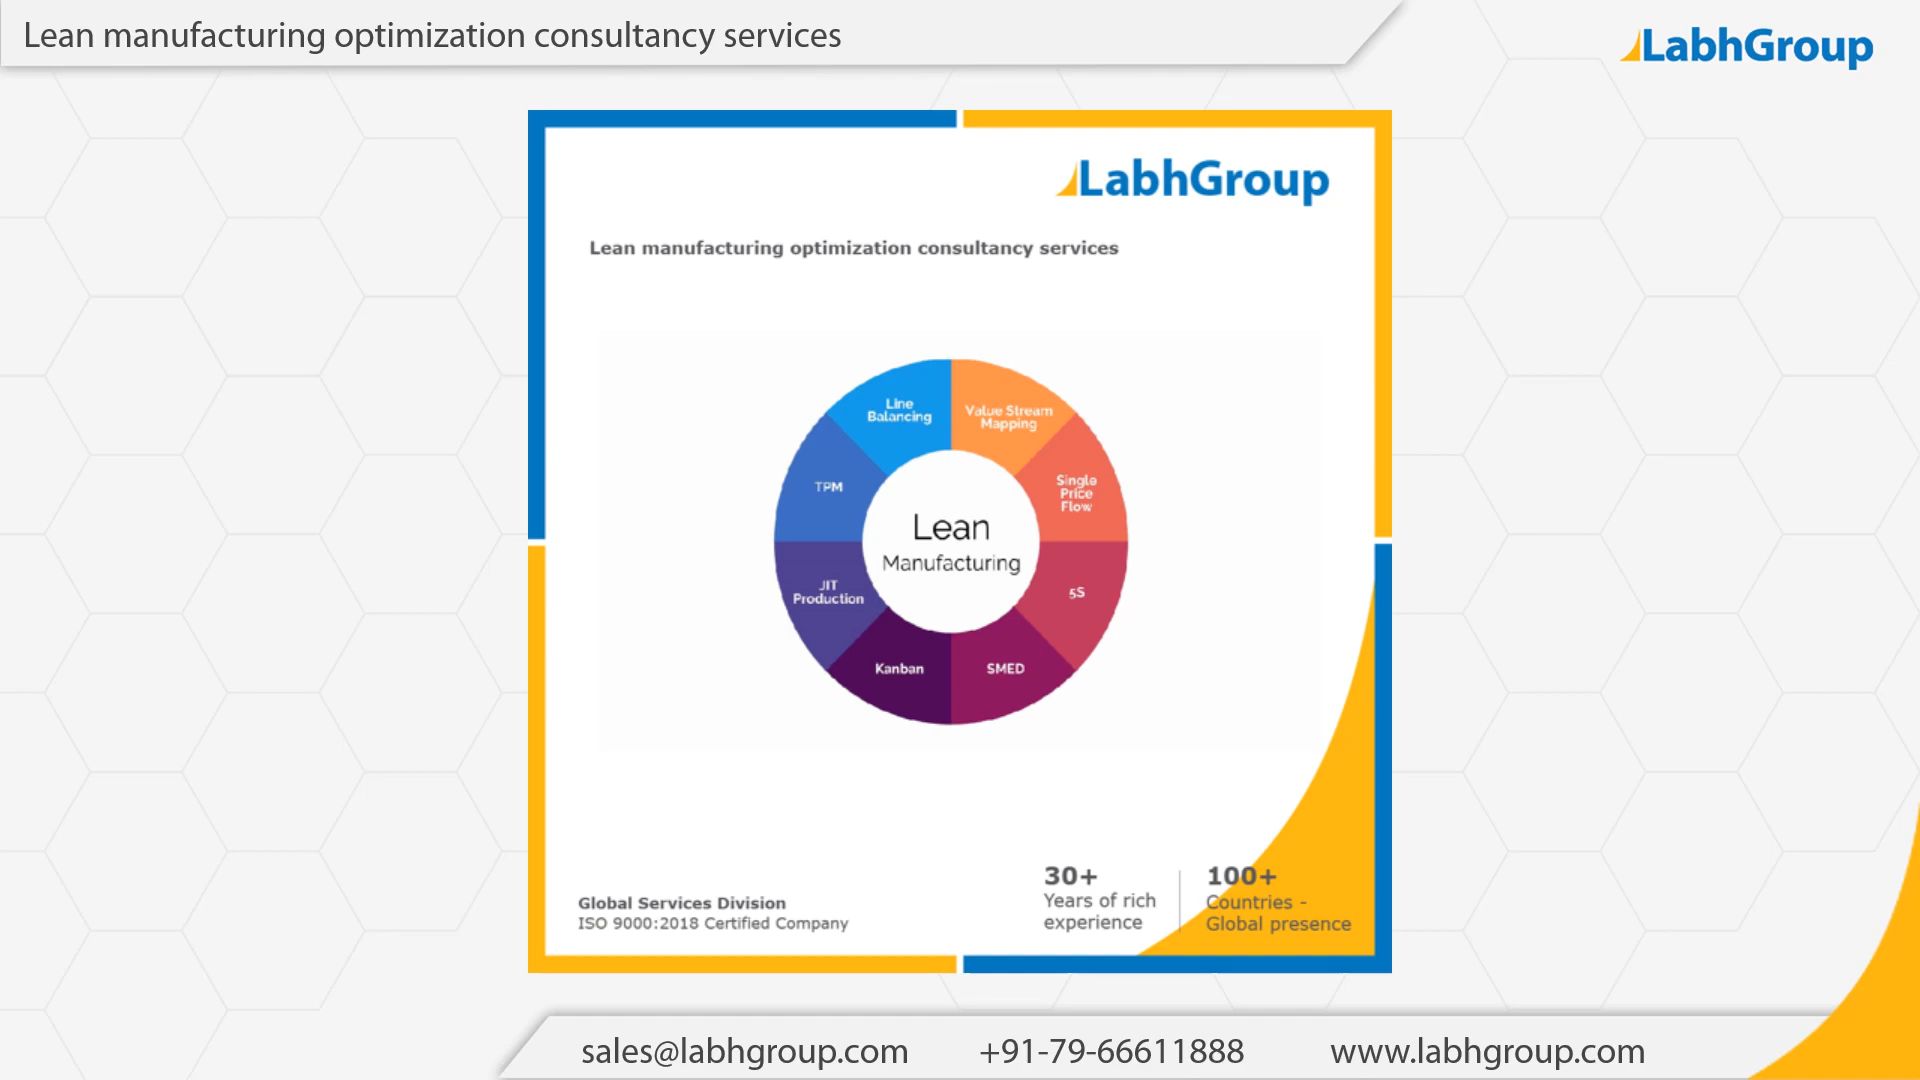 Lean manufacturing optimization consultancy services
LabhGroup
LabhGroup
Lean manufacturing optimization consultancy services
Line
Balancing
Value Stream
Mapping
TPM
Single
Price
Flow
Lean
Manufacturing
JIT
Production
5S
Kanban
SMED
30+
Years of rich
experience
100+
Countries -
Global presence
Global Services Division
ISO 9000:2018 Certified Company
sales@labhgroup.com
+91-79-66611888
www.labhgroup.com